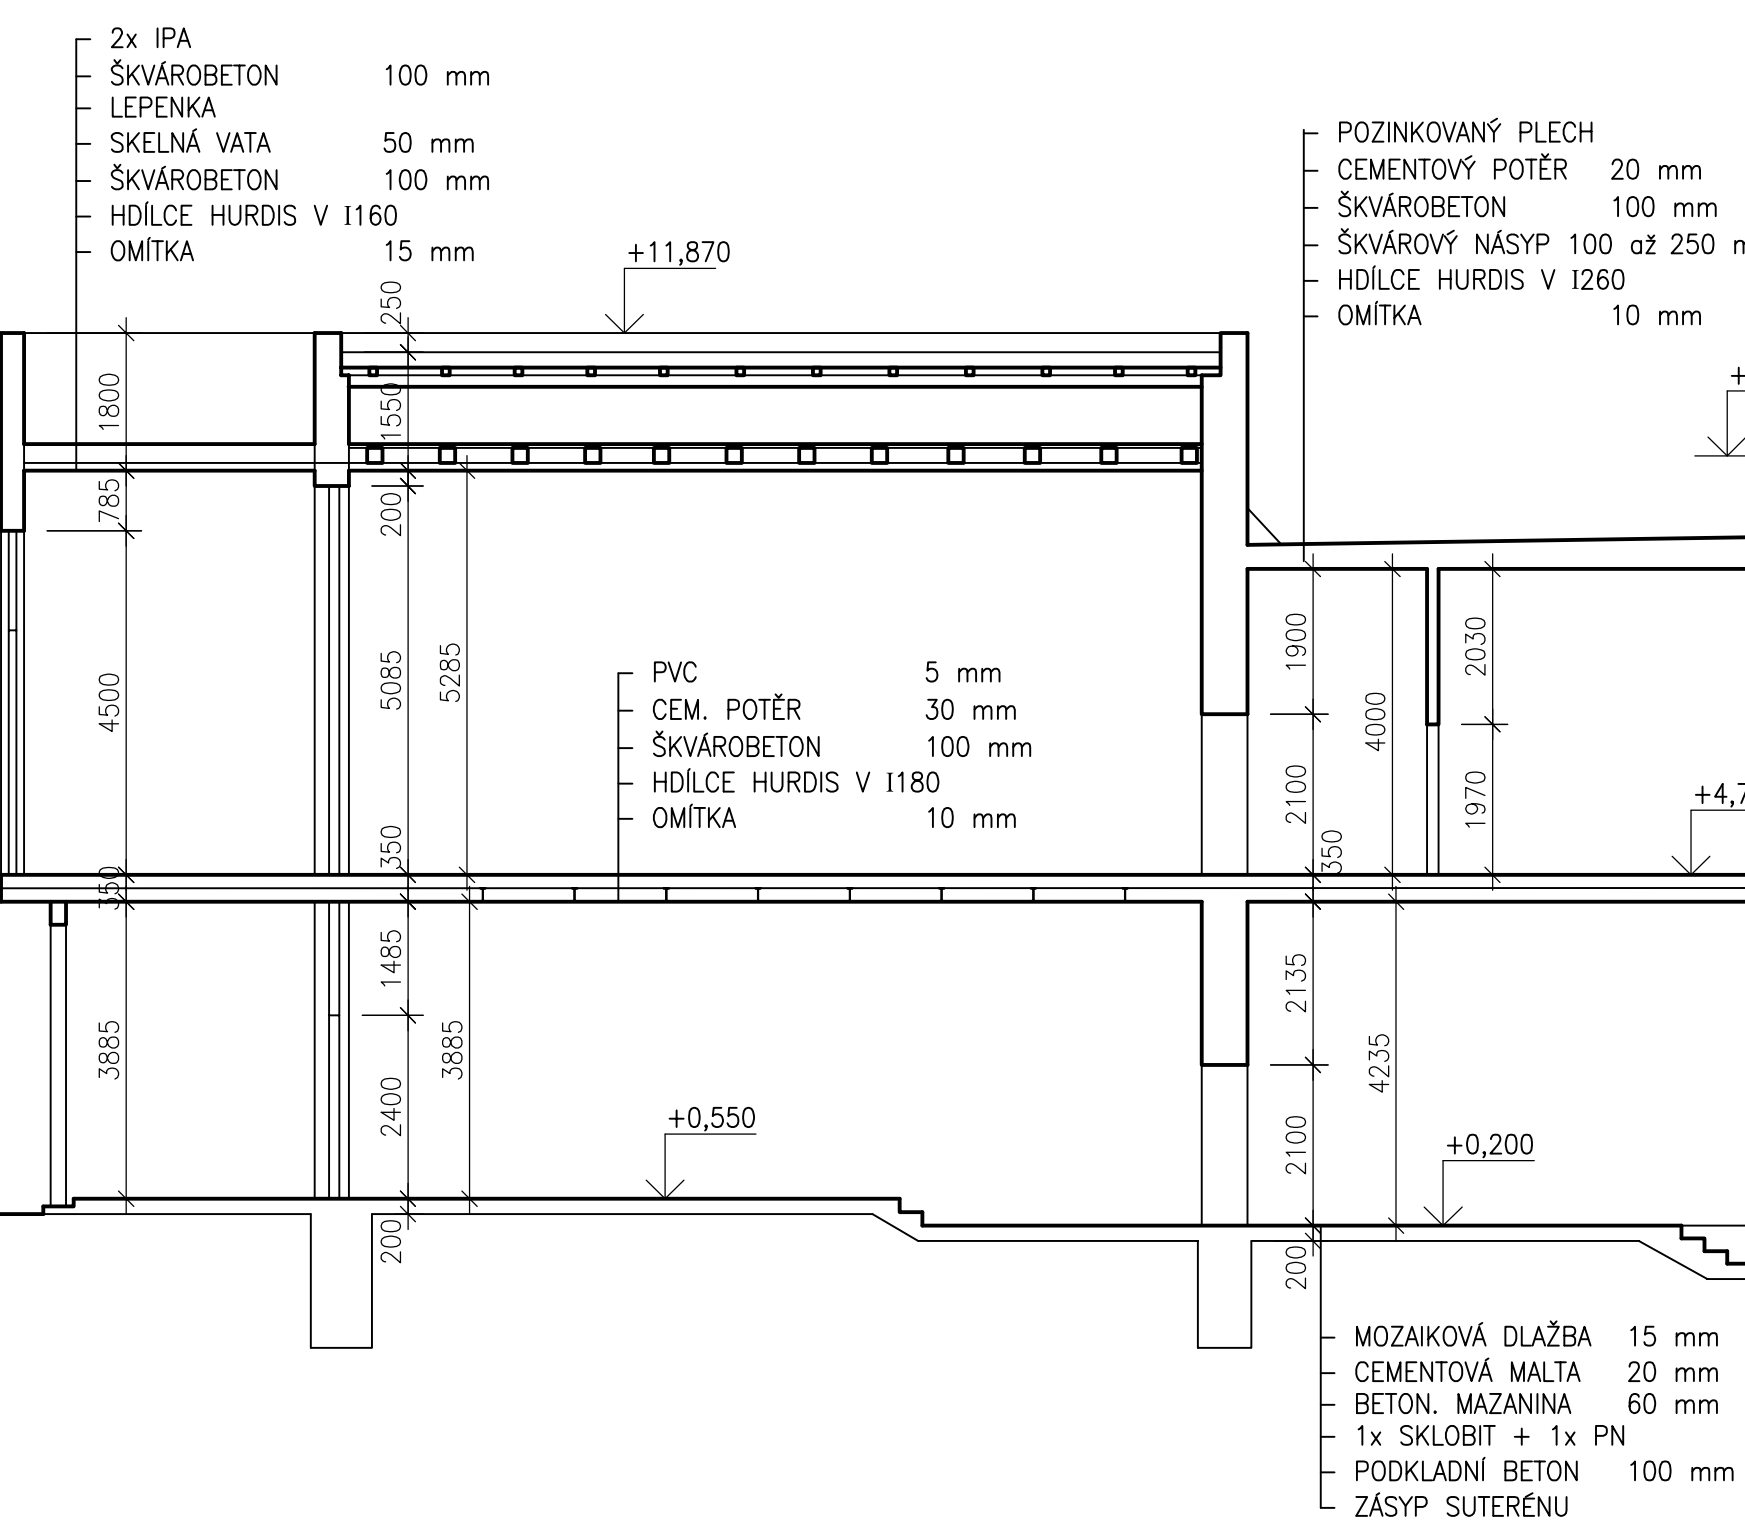 2x IPA
ŠKVÁROBETON 100 mm
LEPENKA
SKELNÁ VATA 50 mm
ŠKVÁROBETON 100 mm
HDÍLCE HURDIS V I160
OMÍTKA 15 mm
POZINKOVANÝ PLECH
CEMENTOVÝ POTĚR 20 mm
ŠKVÁROBETON 100 mm
ŠKVÁROVÝ NÁSYP 100 až 250
HDÍLCE HURDIS V I260
OMÍTKA 10 mm
+11,870
250
1800
1550
785
200
4500
5085
5285
350
350
PVC 5 mm
CEM. POTĚR 30 mm
ŠKVÁROBETON 100 mm
HDÍLCE HURDIS V I180
OMÍTKA 10 mm
1900
2100
350
4000
2030
1970
+4,7
3885
1485
2400
200
3885
+0,550
2135
2100
200
4235
+0,200
MOZAIKOVÁ DLAŽBA 15 mm
CEMENTOVÁ MALTA 20 mm
BETON. MAZANINA 60 mm
1x SKLOBIT + 1x PN
PODKLADNÍ BETON 100 mm
ZÁSYP SUTERÉNU